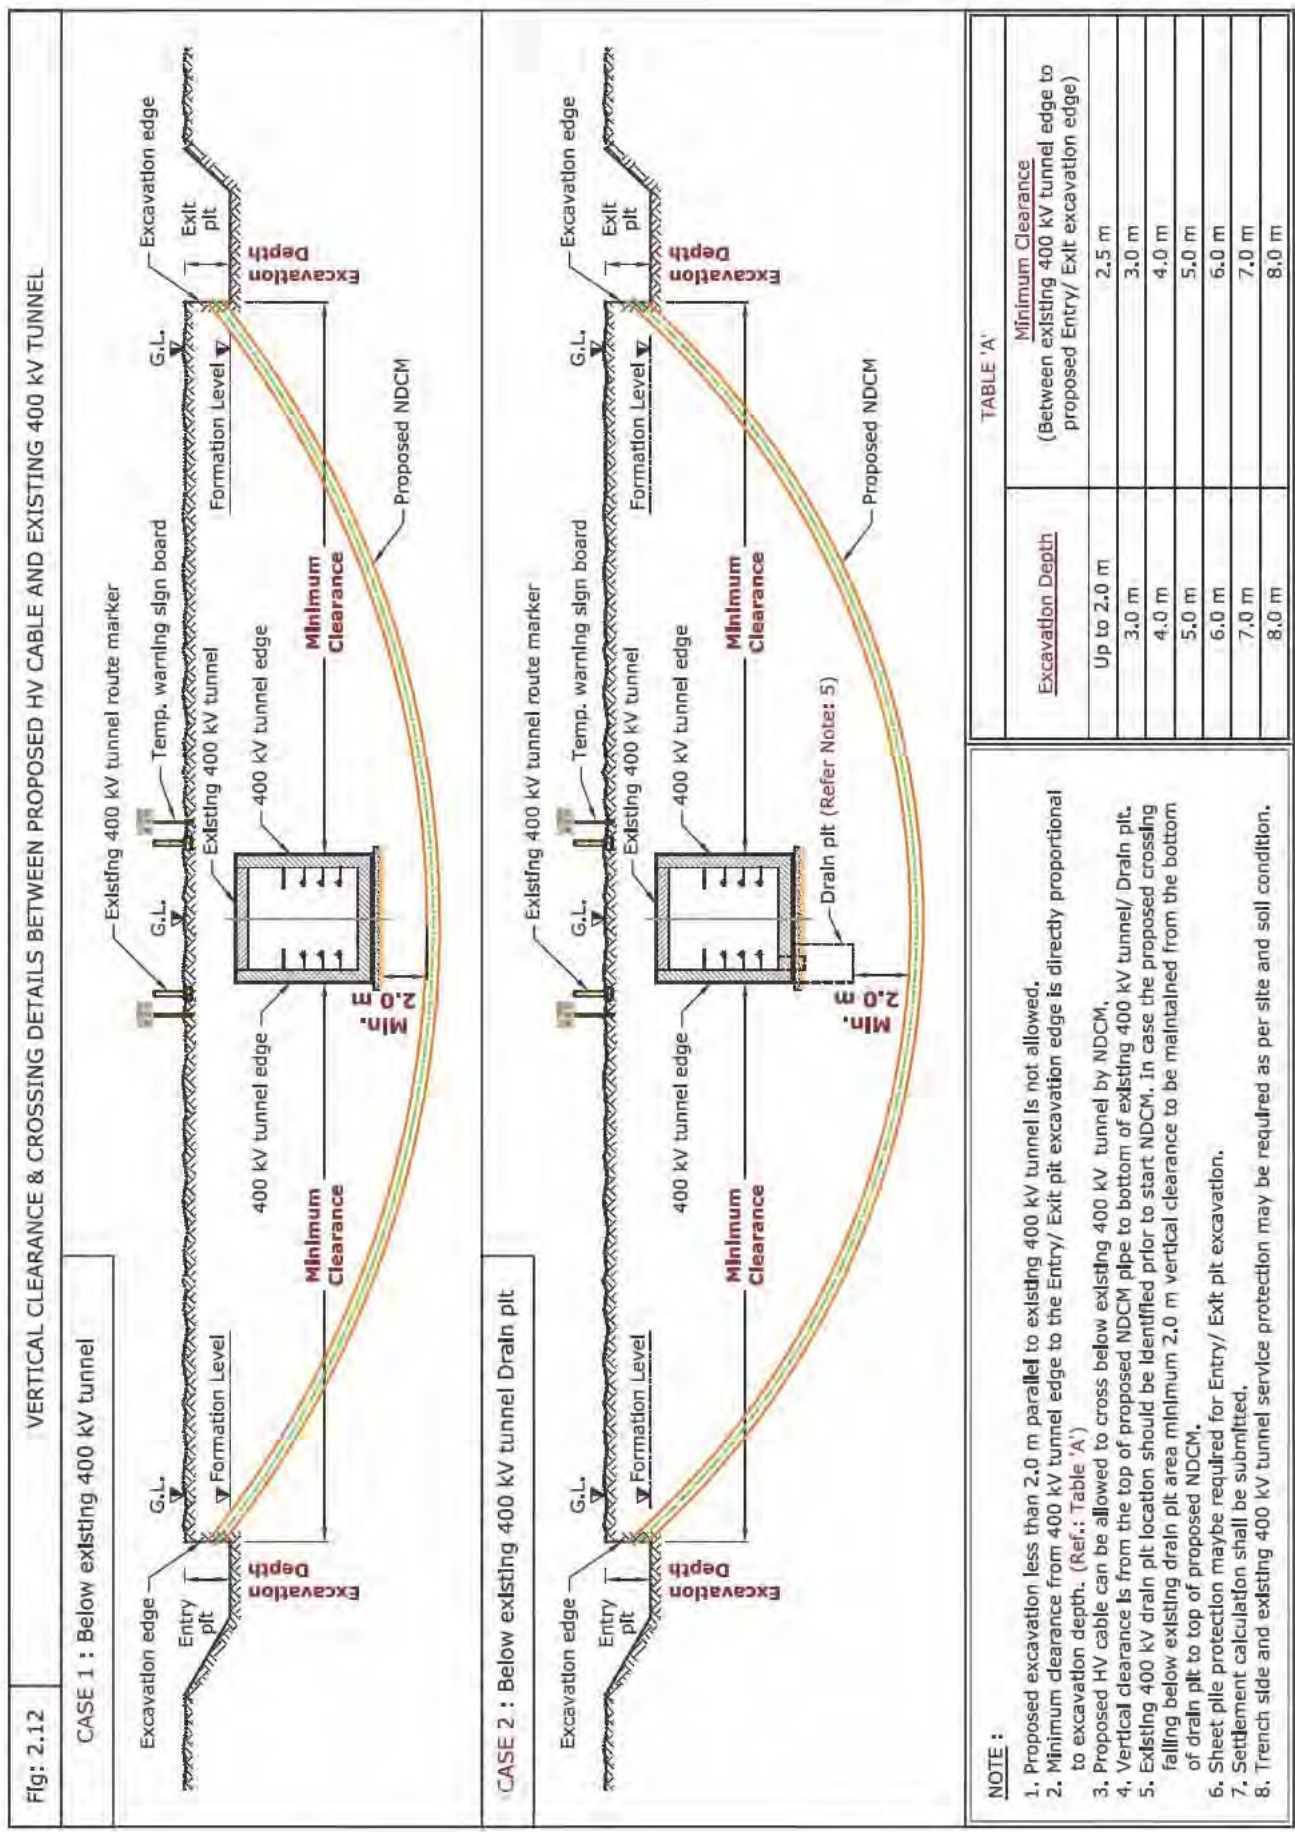 Fig: 2.12
VERTICAL CLEARANCE & CROSSING DETAILS BETWEEN PROPOSED HV CABLE AND EXISTING 400 kV TUNNEL
CASE 1 : Below existing 400 kV tunnel
Existing 400 kV tunnel route marker
Temp. warning sign board
Excavation edge
G.L.
G.L.
G.L.
Excavation edge
Entry
pit
Excavation
Depth
Formation Level
Existing 400 kV tunnel
400 kV tunnel edge
400 kV tunnel edge
Formation Level
Exit
pit
Excavation
Depth
Minimum
Clearance
Min.
2.0 m
Minimum
Clearance
Proposed NDCM
CASE 2 : Below existing 400 kV tunnel Drain pit
Existing 400 kV tunnel route marker
Temp. warning sign board
Excavation edge
G.L.
G.L.
G.L.
Excavation edge
Entry
pit
Excavation
Depth
Formation Level
Existing 400 kV tunnel
400 kV tunnel edge
400 kV tunnel edge
Formation Level
Exit
pit
Excavation
Depth
Minimum
Clearance
Min.
2.0 m
Drain pit (Refer Note: 5)
Minimum
Clearance
Proposed NDCM
NOTE :
1. Proposed excavation less than 2.0 m parallel to existing 400 kV tunnel is not allowed.
2. Minimum clearance from 400 kV tunnel edge to the Entry/ Exit pit excavation edge is directly proportional
to excavation depth. (Ref.: Table 'A')
3. Proposed HV cable can be allowed to cross below existing 400 kV tunnel by NDCM.
4. Vertical clearance is from the top of proposed NDCM pipe to bottom of existing 400 kV tunnel/ Drain pit.
5. Existing 400 kV drain pit location should be identified prior to start NDCM. In case the proposed crossing
falling below existing drain pit area minimum 2.0 m vertical clearance to be maintained from the bottom
of drain pit to top of proposed NDCM.
6. Sheet pile protection maybe required for Entry/ Exit pit excavation.
7. Settlement calculation shall be submitted.
8. Trench side and existing 400 kV tunnel service protection may be required as per site and soil condition.
TABLE 'A'
Excavation Depth
Minimum Clearance
(Between existing 400 kV tunnel edge to
proposed Entry/ Exit excavation edge)
Up to 2.0 m 2.5 m
3.0 m 3.0 m
4.0 m 4.0 m
5.0 m 5.0 m
6.0 m 6.0 m
7.0 m 7.0 m
8.0 m 8.0 m